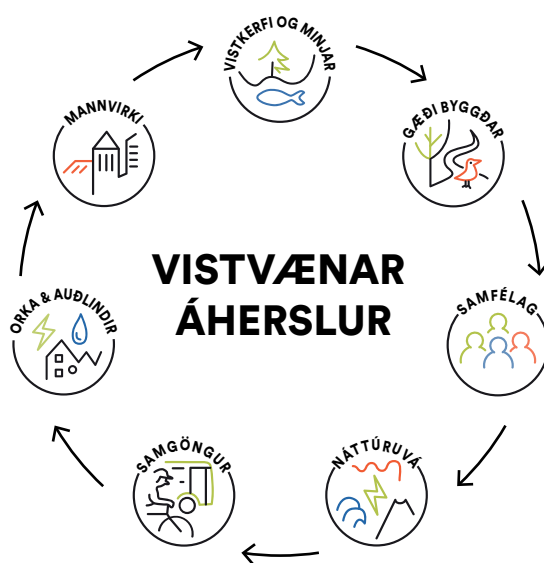 VISTKERFI OG MINJAR
GÆÐI BYGGÐAR
SAMFÉLAG
NÁTTÚRUVÁ
SAMGÖNGUR
ORKA & AUÐLINDIR
MANNVIRKI
VISTVÆNAR
ÁHERSLUR